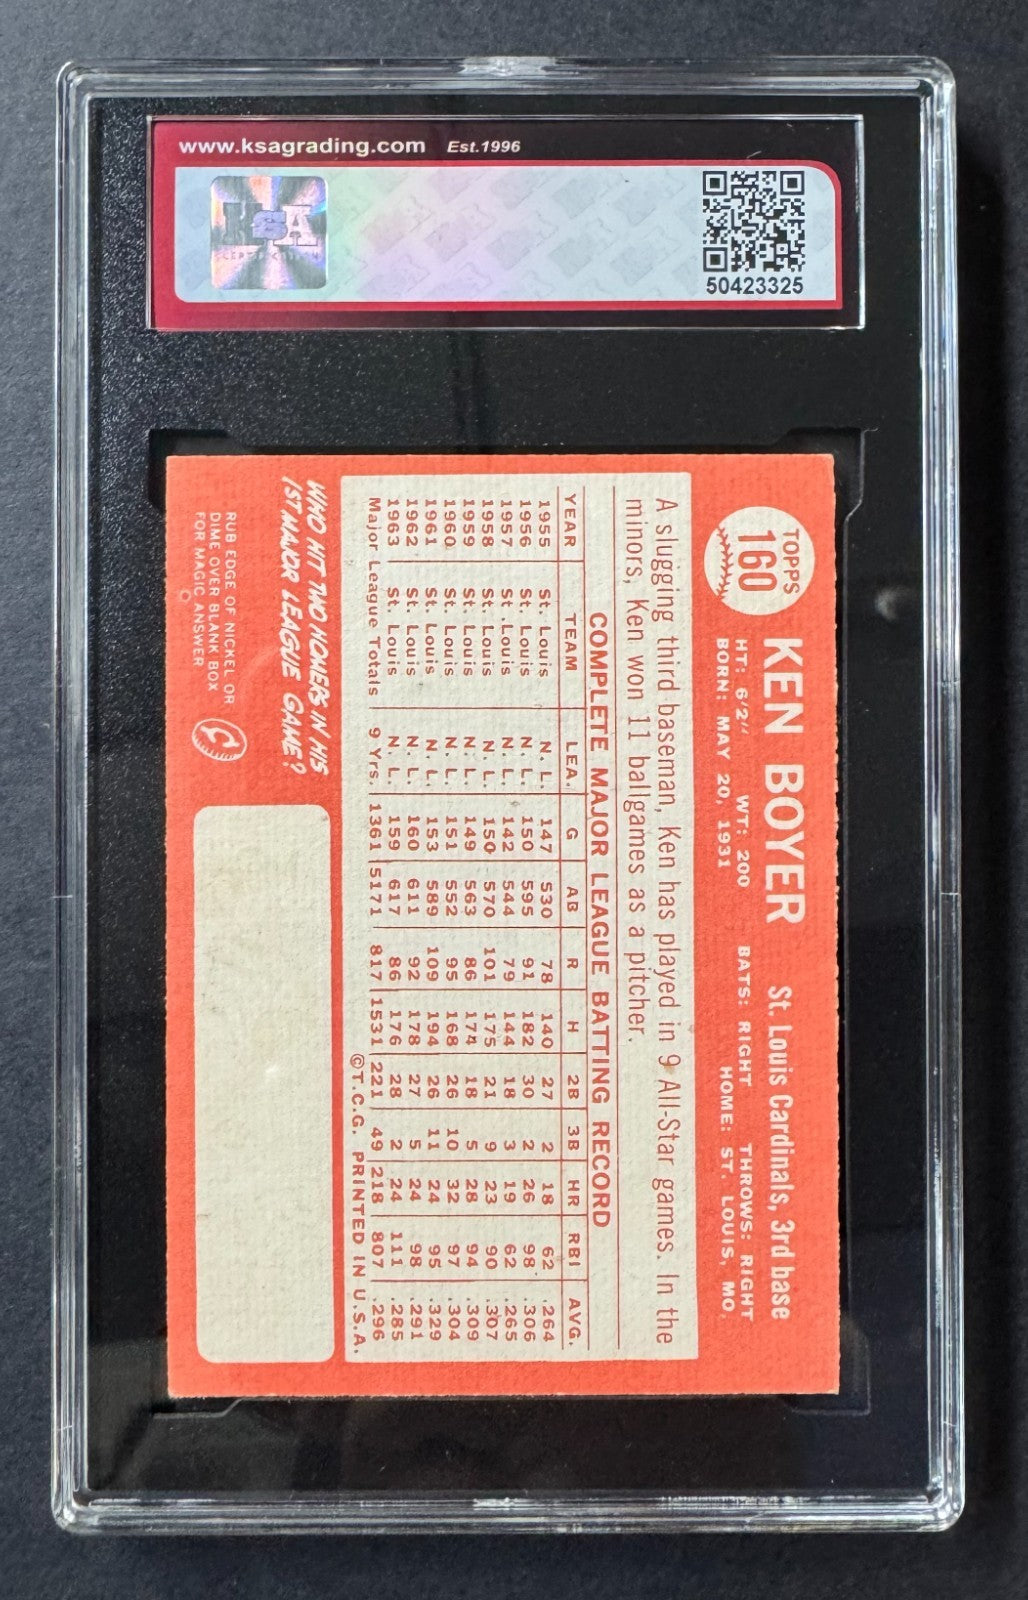 www.ksagrading.com Est.1996
KSA
50423325
TOPPS
160
KEN BOYER St. Louis Cardinals, 3rd base
HT: 6'2" WT: 200 BATS: RIGHT THROWS: RIGHT
BORN: MAY 20, 1931 HOME: ST. LOUIS, MO.
A slugging third baseman, Ken has played in 9 All-Star games. In the
minors, Ken won 11 ballgames as a pitcher.
COMPLETE MAJOR LEAGUE BATTING RECORD
YEAR TEAM LEA. G AB R H 2B 3B HR RBI AVG.
1955 St. Louis N. L. 147 530 78 140 27 2 18 62 .264
1956 St. Louis N. L. 150 595 91 182 30 2 26 98 .306
1957 St. Louis N. L. 142 544 79 144 18 3 19 62 .265
1958 St. Louis N. L. 150 570 101 175 21 9 23 90 .307
1959 St. Louis N. L. 149 563 86 174 18 5 28 94 .309
1960 St. Louis N. L. 151 552 95 168 26 10 32 97 .304
1961 St. Louis N. L. 153 589 109 194 26 11 24 95 .329
1962 St. Louis N. L. 160 611 92 178 27 5 24 98 .291
1963 St. Louis N. L. 159 617 86 176 28 2 24 111 .285
Major League Totals 9 Yrs. 1361 5171 817 1531 221 49 218 807 .296
©T.C.G. PRINTED IN U.S.A.
WHO HIT TWO HOMERS IN HIS
1ST MAJOR LEAGUE GAME?
RUB EDGE OF NICKEL OR
DIME OVER BLANK BOX
FOR MAGIC ANSWER